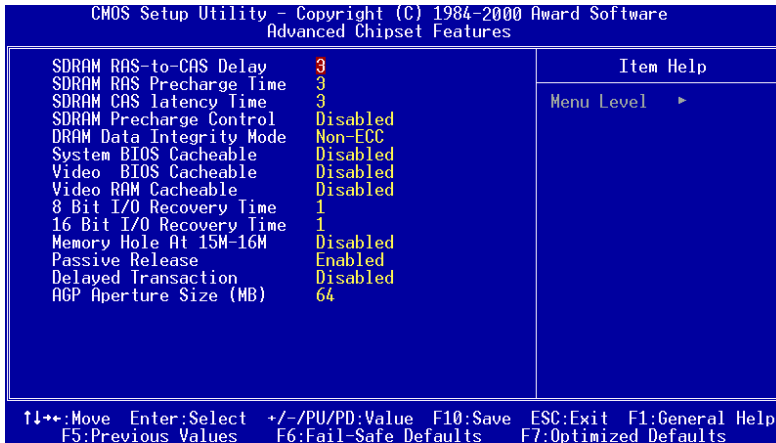 CMOS Setup Utility - Copyright (C) 1984-2000 Award Software
Advanced Chipset Features
SDRAM RAS-to-CAS Delay 3
SDRAM RAS Precharge Time 3
SDRAM CAS latency Time 3
SDRAM Precharge Control Disabled
DRAM Data Integrity Mode Non-ECC
System BIOS Cacheable Disabled
Video BIOS Cacheable Disabled
Video RAM Cacheable Disabled
8 Bit I/O Recovery Time 1
16 Bit I/O Recovery Time 1
Memory Hole At 15M-16M Disabled
Passive Release Enabled
Delayed Transaction Disabled
AGP Aperture Size (MB) 64
Item Help
Menu Level ►
↑↓→←:Move Enter:Select +/-/PU/PD:Value F10:Save ESC:Exit F1:General Help
F5:Previous Values F6:Fail-Safe Defaults F7:Optimized Defaults